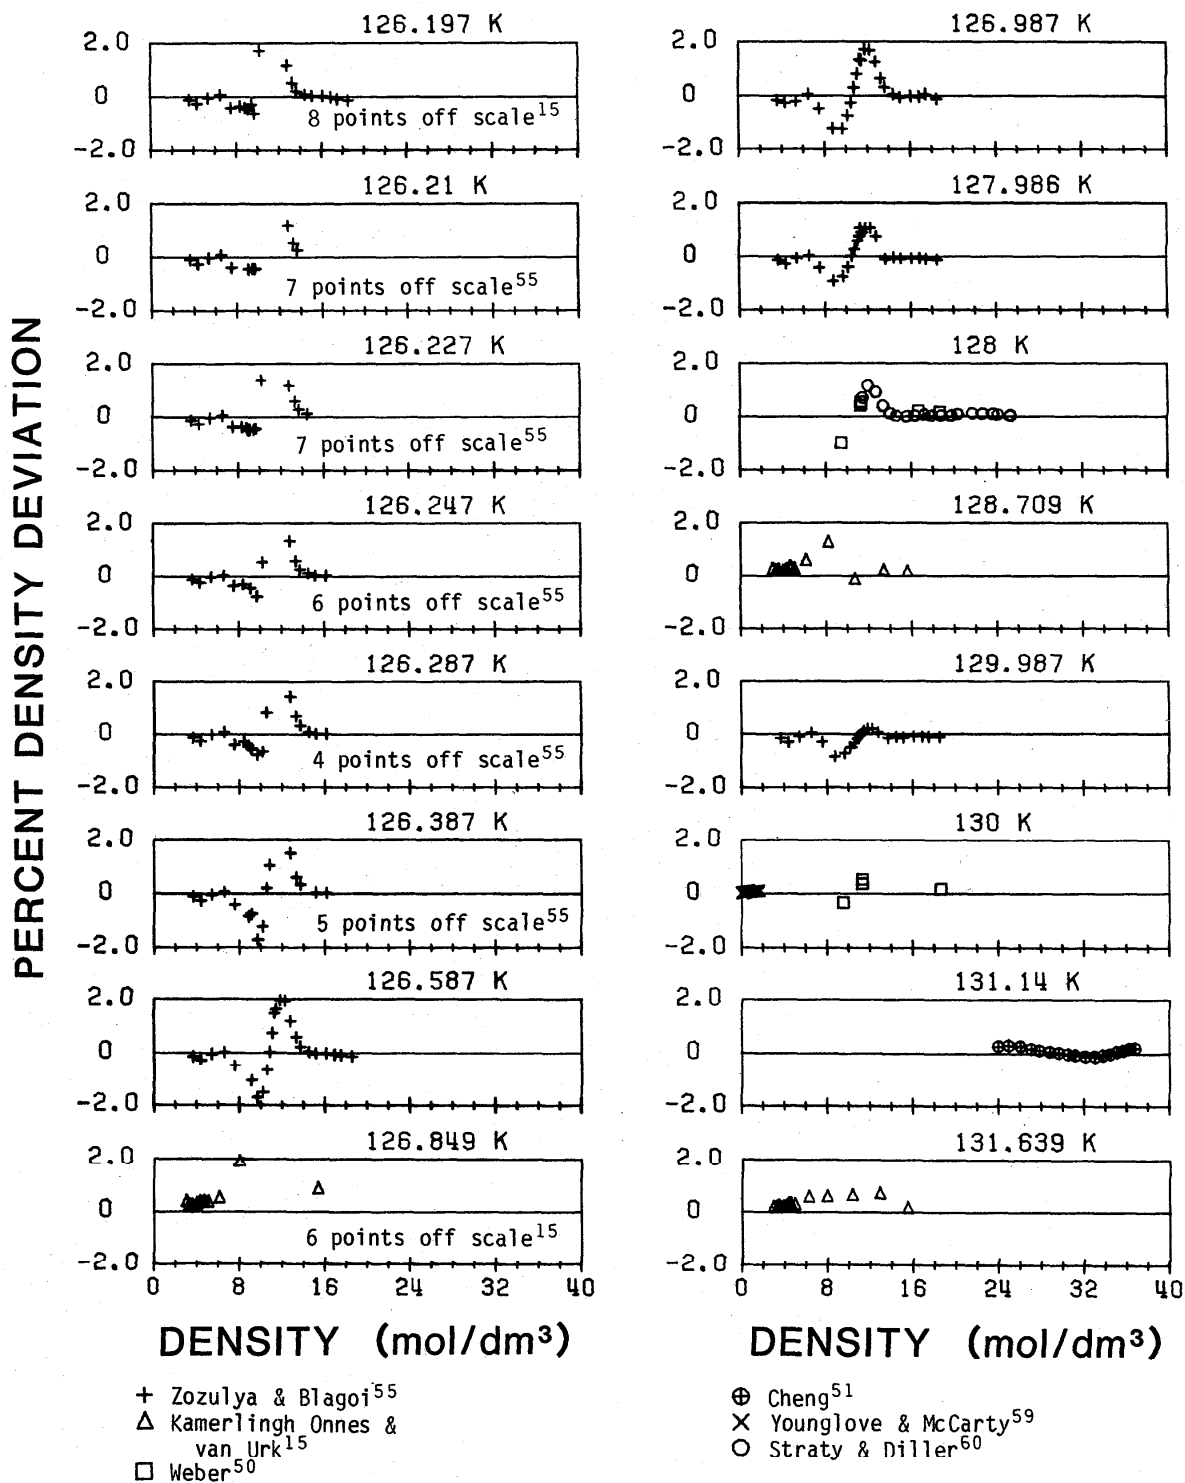 PERCENT DENSITY DEVIATION
126.197 K
2.0
0
-2.0
8 points off scale15
126.21 K
2.0
0
-2.0
7 points off scale55
126.227 K
2.0
0
-2.0
7 points off scale55
126.247 K
2.0
0
-2.0
6 points off scale55
126.287 K
2.0
0
-2.0
4 points off scale55
126.387 K
2.0
0
-2.0
5 points off scale55
126.587 K
2.0
0
-2.0
126.849 K
2.0
0
-2.0
6 points off scale15
0 8 16 24 32 40
DENSITY (mol/dm3)
126.987 K
2.0
0
-2.0
127.986 K
2.0
0
-2.0
128 K
2.0
0
-2.0
128.709 K
2.0
0
-2.0
129.987 K
2.0
0
-2.0
130 K
2.0
0
-2.0
131.14 K
2.0
0
-2.0
131.639 K
2.0
0
-2.0
0 8 16 24 32 40
DENSITY (mol/dm3)
Zozulya & Blagoi55
Kamerlingh Onnes &
van Urk15
Weber50
Cheng51
Younglove & McCarty59
Straty & Diller60